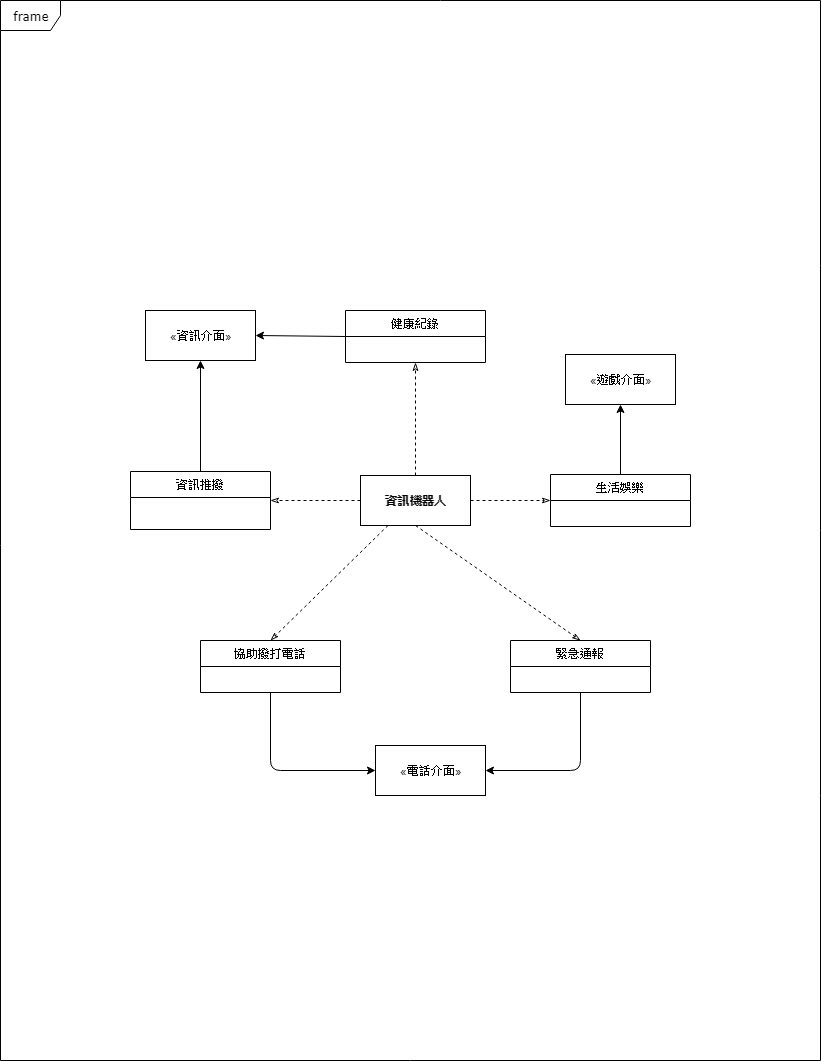 frame
健康紀錄
«資訊介面»
«遊戲介面»
資訊推撥
生活娛樂
資訊機器人
協助撥打電話
緊急通報
«電話介面»